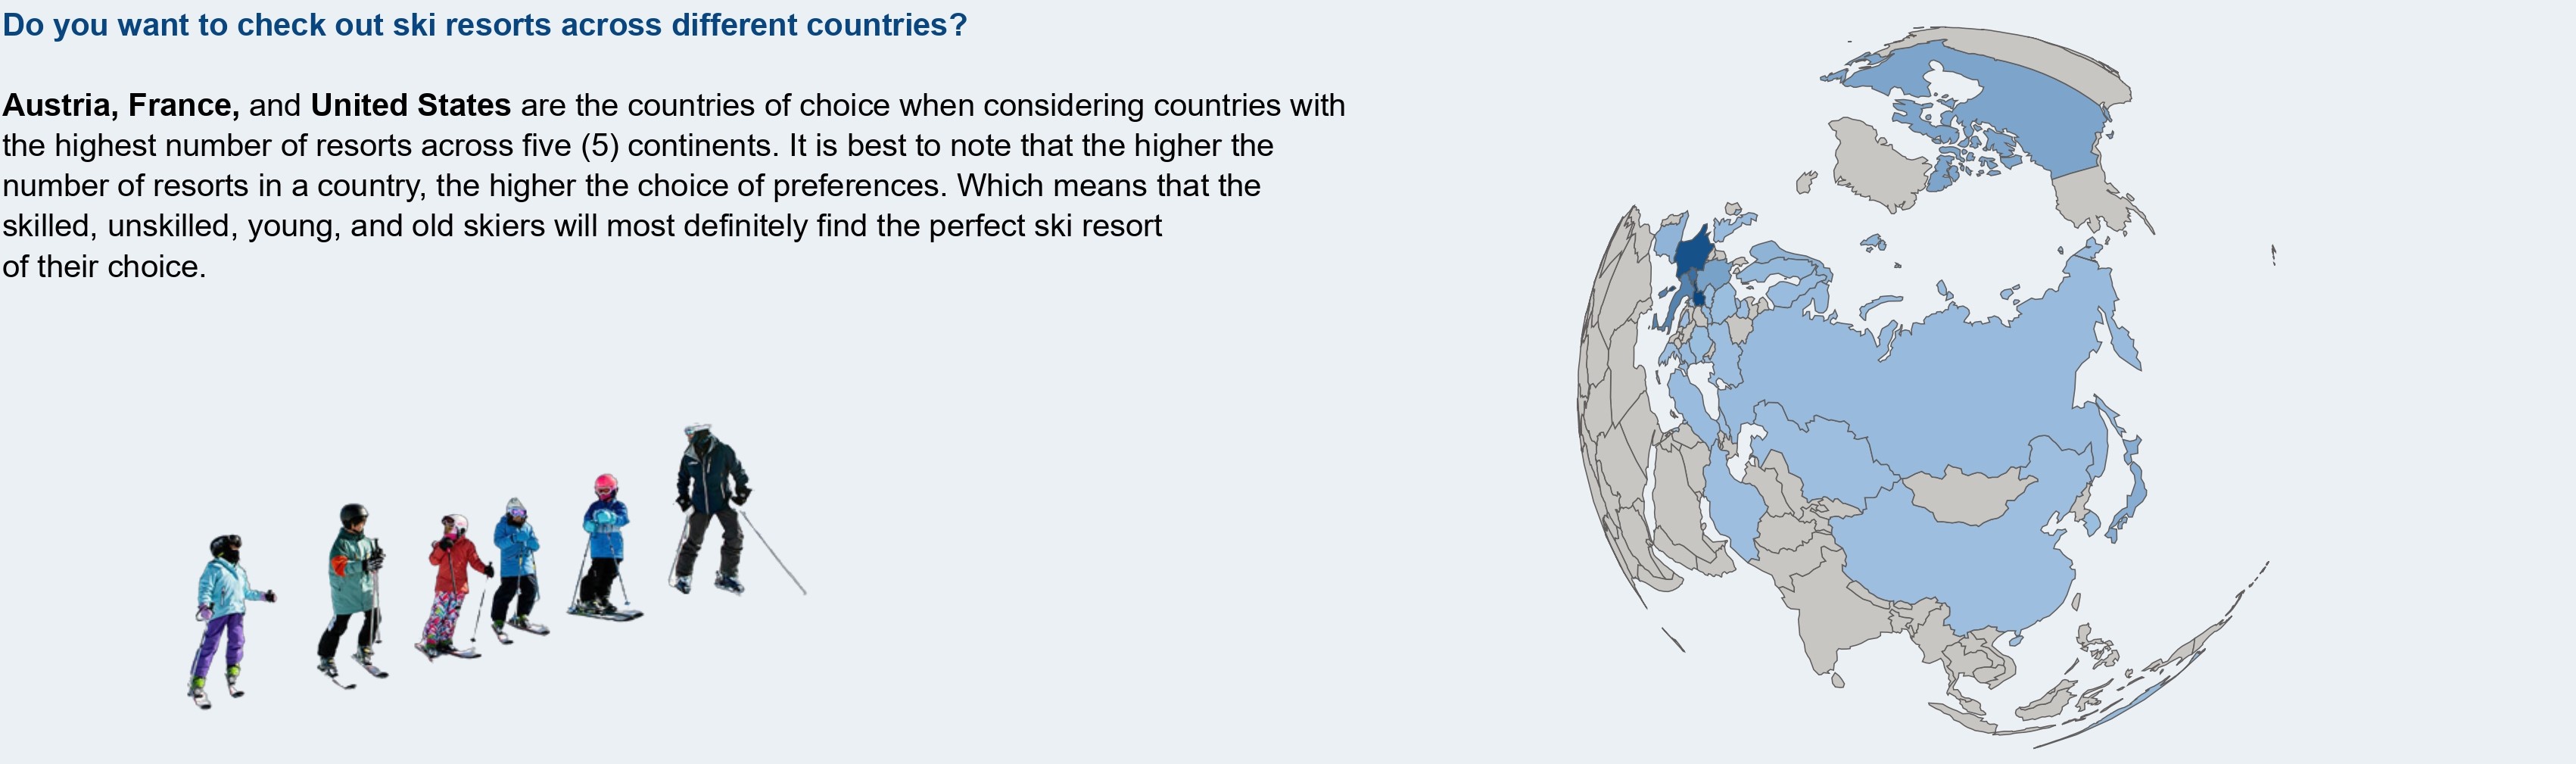 Do you want to check out ski resorts across different countries?
Austria, France, and United States are the countries of choice when considering countries with
the highest number of resorts across five (5) continents. It is best to note that the higher the
number of resorts in a country, the higher the choice of preferences. Which means that the
skilled, unskilled, young, and old skiers will most definitely find the perfect ski resort
of their choice.